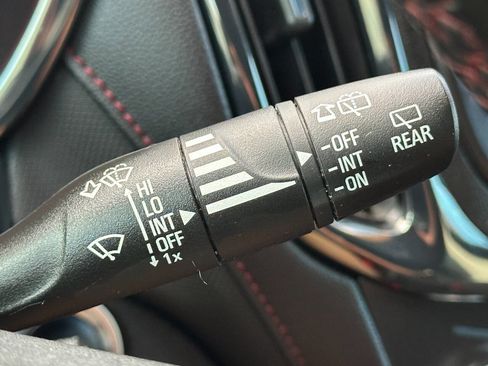 HI
LO
INT
OFF
1x
-OFF
-INT
-ON
REAR